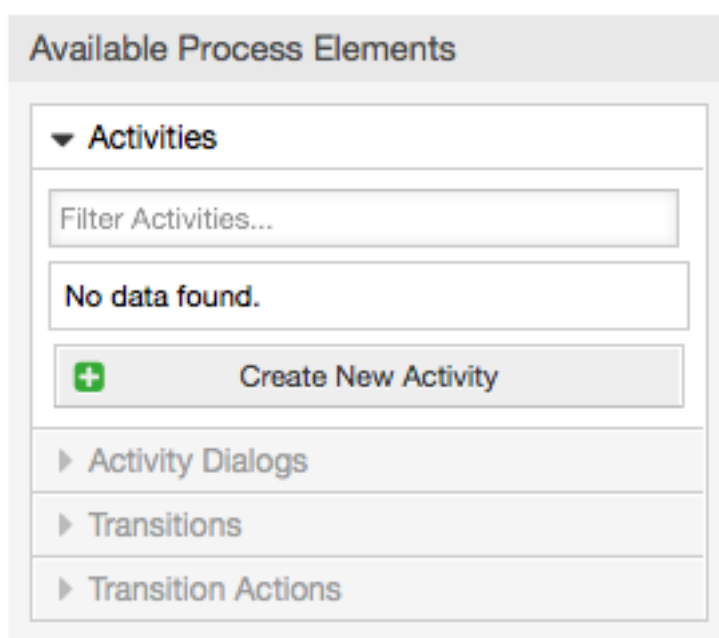 Available Process Elements
Activities
Filter Activities...
No data found.
Create New Activity
Activity Dialogs
Transitions
Transition Actions